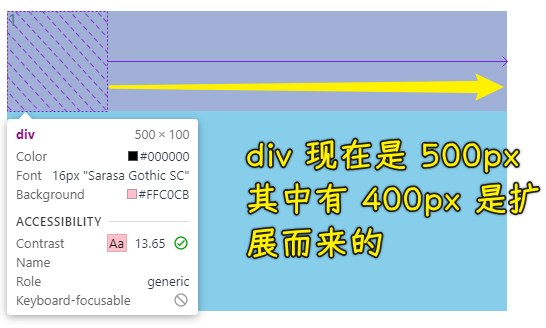 1
div 500 × 100
Color #000000
Font 16px "Sarasa Gothic SC"
Background #FFC0CB
ACCESSIBILITY
Contrast Aa 13.65
Name
Role generic
Keyboard-focusable
div 现在是 500px
其中有 400px 是扩
展而来的